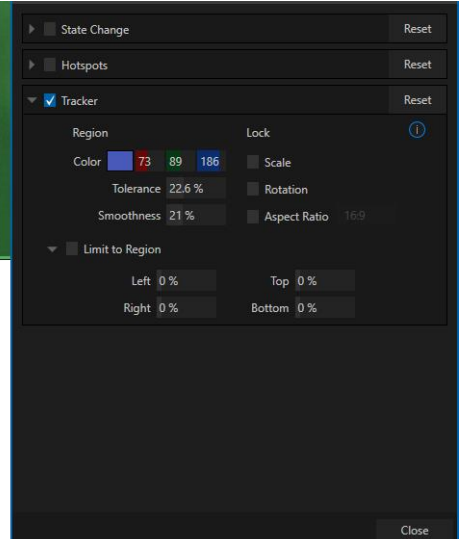 State Change Reset
Hotspots Reset
Tracker Reset
Region Lock
Color 73 89 186 Scale
Tolerance 22.6 % Rotation
Smoothness 21 % Aspect Ratio 16:9
Limit to Region
Left 0 % Top 0 %
Right 0 % Bottom 0 %
Close